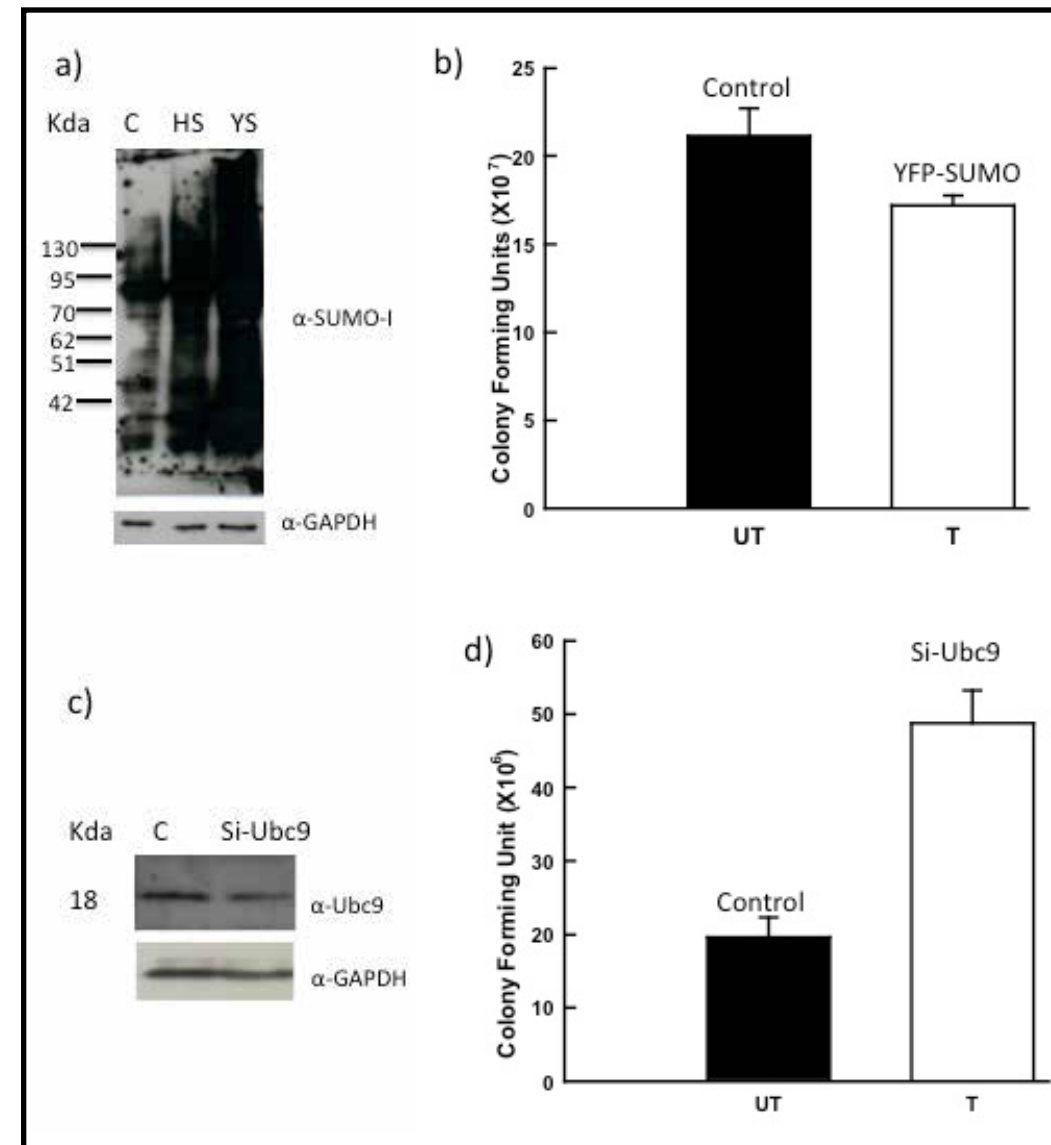 a)
Kda C HS YS
130
95
70
62
51
42
α-SUMO-I
α-GAPDH
b)
Colony Forming Units (X10⁷)
25
20
15
10
5
0
Control
YFP-SUMO
UT T
c)
Kda C Si-Ubc9
18
α-Ubc9
α-GAPDH
d)
Colony Forming Unit (X10⁶)
60
50
40
30
20
10
0
Control
Si-Ubc9
UT T